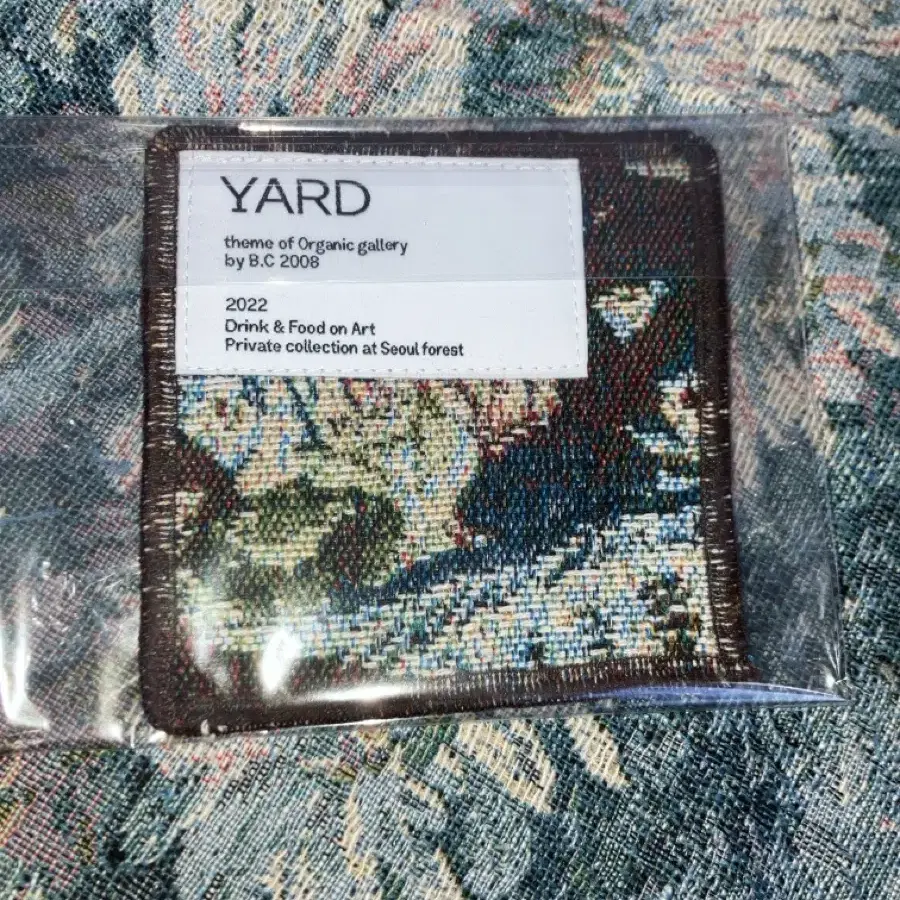 YARD
theme of Organic gallery
by B.C 2008
2022
Drink & Food on Art
Private collection at Seoul forest